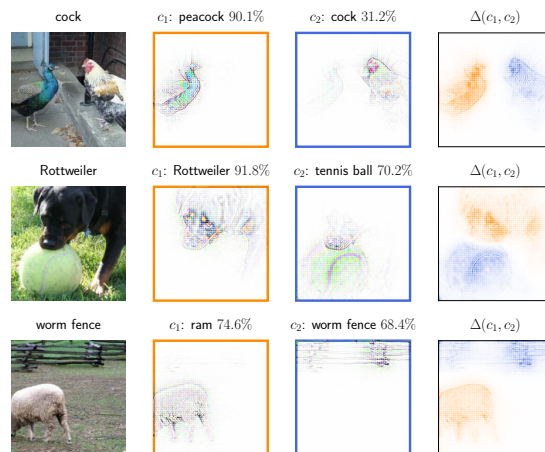 cock c₁: peacock 90.1% c₂: cock 31.2% Δ(c₁, c₂)
Rottweiler c₁: Rottweiler 91.8% c₂: tennis ball 70.2% Δ(c₁, c₂)
worm fence c₁: ram 74.6% c₂: worm fence 68.4% Δ(c₁, c₂)